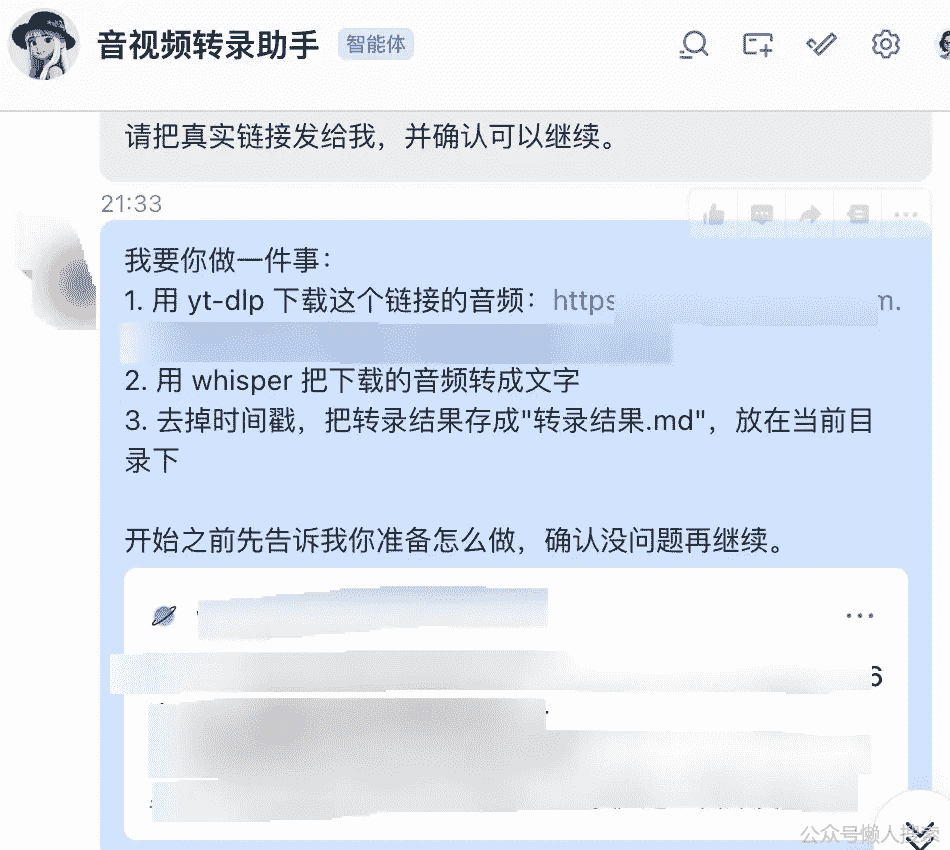 音视频转录助手 智能体
请把真实链接发给我，并确认可以继续。
21:33
我要你做一件事：
1. 用 yt-dlp 下载这个链接的音频：https m.
2. 用 whisper 把下载的音频转成文字
3. 去掉时间戳，把转录结果存成"转录结果.md"，放在当前目
录下
开始之前先告诉我你准备怎么做，确认没问题再继续。
6
公众号懒人搜索